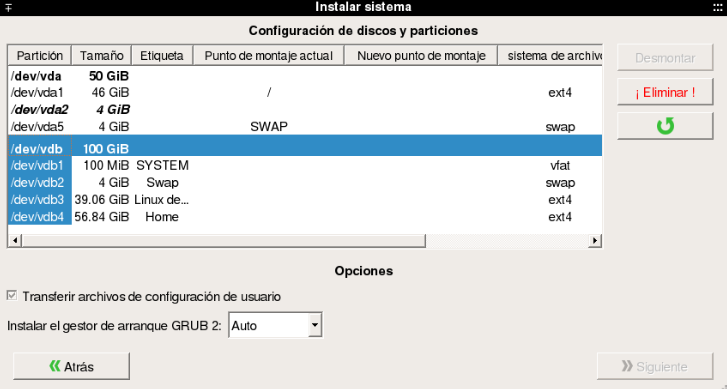 Instalar sistema
Configuración de discos y particiones
Partición Tamaño Etiqueta Punto de montaje actual Nuevo punto de montaje sistema de archivo
/dev/vda 50 GiB
/dev/vda1 46 GiB / ext4
/dev/vda2 4 GiB
/dev/vda5 4 GiB SWAP swap
/dev/vdb 100 GiB
/dev/vdb1 100 MiB SYSTEM vfat
/dev/vdb2 4 GiB Swap swap
/dev/vdb3 39.06 GiB Linux de... ext4
/dev/vdb4 56.84 GiB Home ext4
Desmontar
¡ Eliminar !
Opciones
Transferir archivos de configuración de usuario
Instalar el gestor de arranque GRUB 2: Auto
Atrás
Siguiente